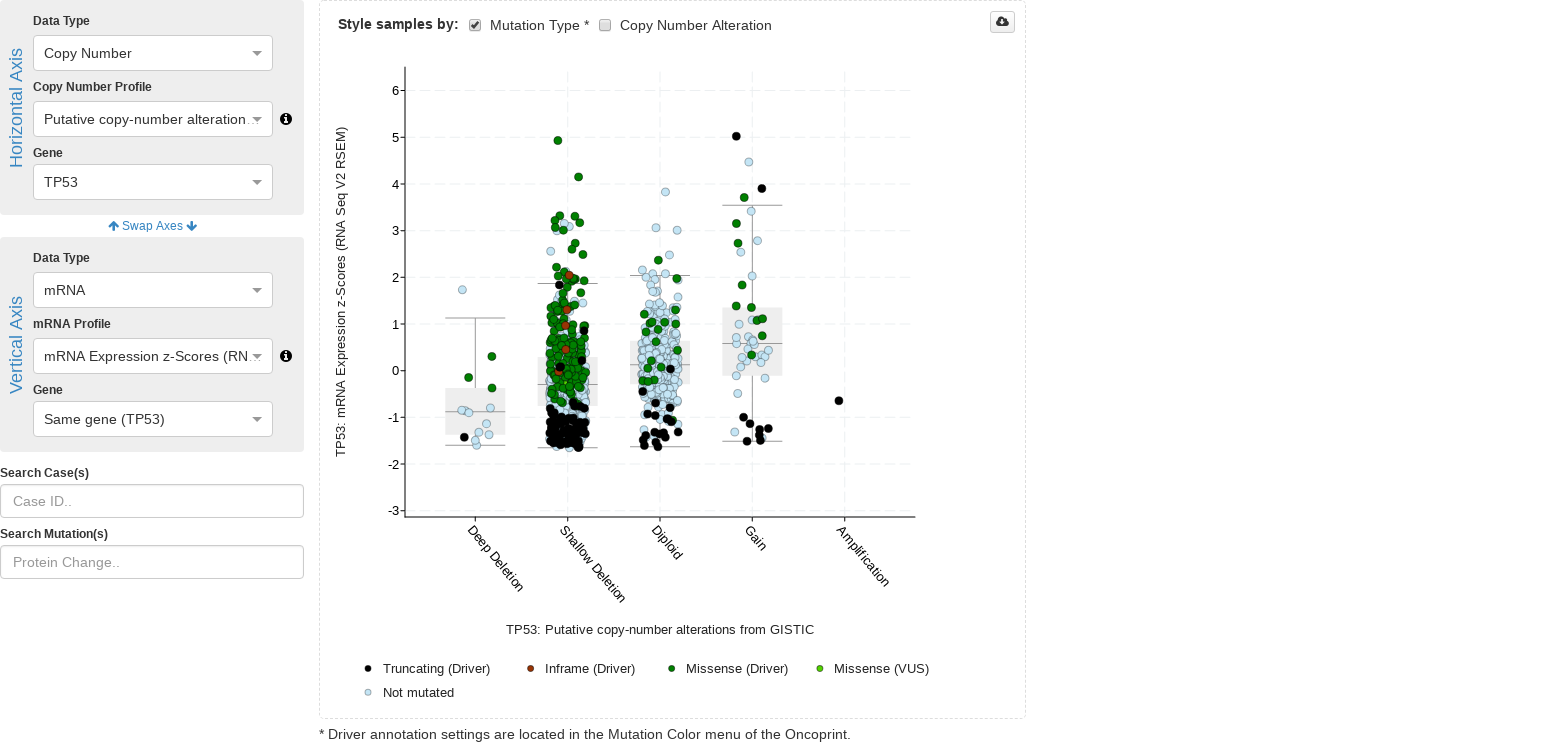 Horizontal Axis
Data Type
Copy Number
Copy Number Profile
Putative copy-number alteration...
Gene
TP53
Swap Axes
Vertical Axis
Data Type
mRNA
mRNA Profile
mRNA Expression z-Scores (RN...
Gene
Same gene (TP53)
Search Case(s)
Case ID..
Search Mutation(s)
Protein Change..
Style samples by: Mutation Type * Copy Number Alteration
TP53: mRNA Expression z-Scores (RNA Seq V2 RSEM)
6
5
4
3
2
1
0
-1
-2
-3
Deep Deletion
Shallow Deletion
Diploid
Gain
Amplification
TP53: Putative copy-number alterations from GISTIC
Truncating (Driver) Inframe (Driver) Missense (Driver) Missense (VUS)
Not mutated
* Driver annotation settings are located in the Mutation Color menu of the Oncoprint.